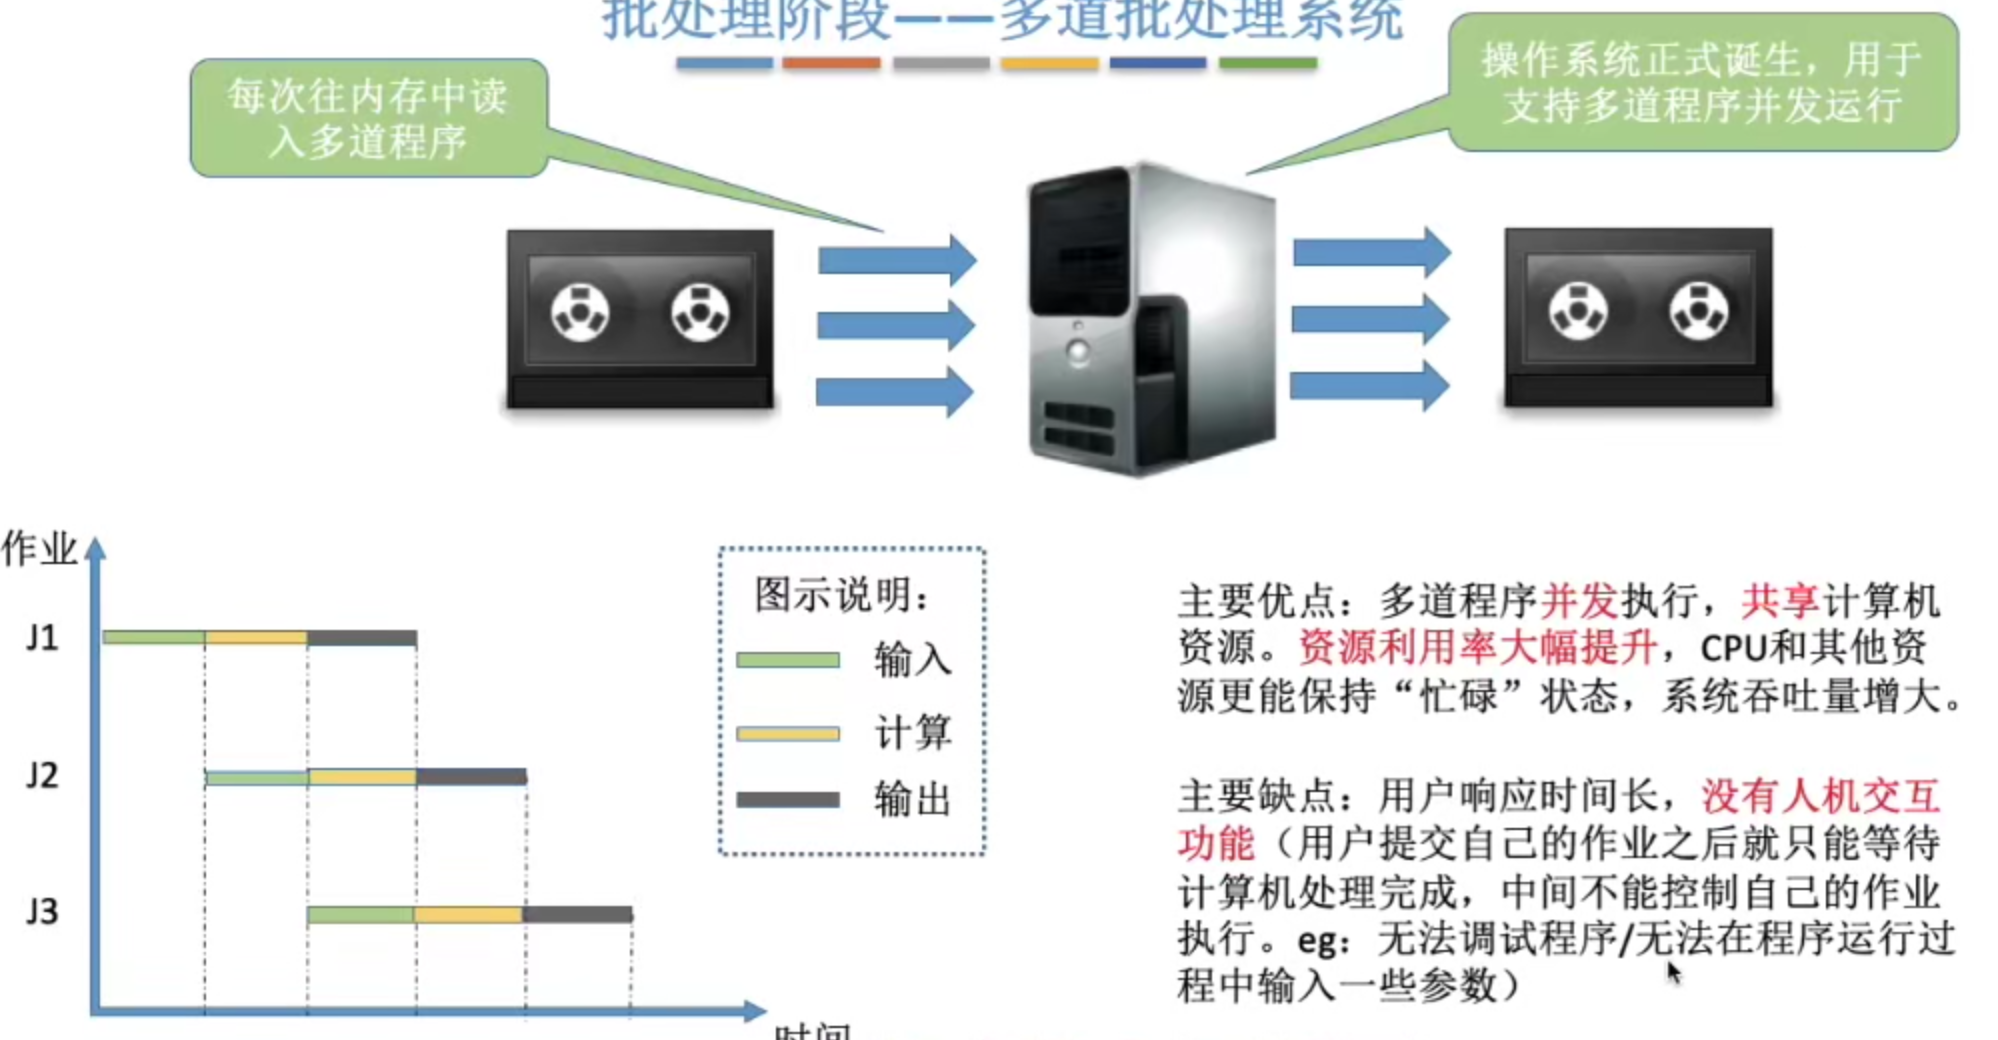 批处理阶段——多道批处理系统
每次往内存中读
入多道程序
操作系统正式诞生，用于
支持多道程序并发运行
作业
J1
J2
J3
时间
图示说明：
输入
计算
输出
主要优点：多道程序并发执行，共享计算机
资源。资源利用率大幅提升，CPU和其他资
源更能保持“忙碌”状态，系统吞吐量增大。
主要缺点：用户响应时间长，没有人机交互
功能（用户提交自己的作业之后就只能等待
计算机处理完成，中间不能控制自己的作业
执行。eg：无法调试程序/无法在程序运行过
程中输入一些参数）